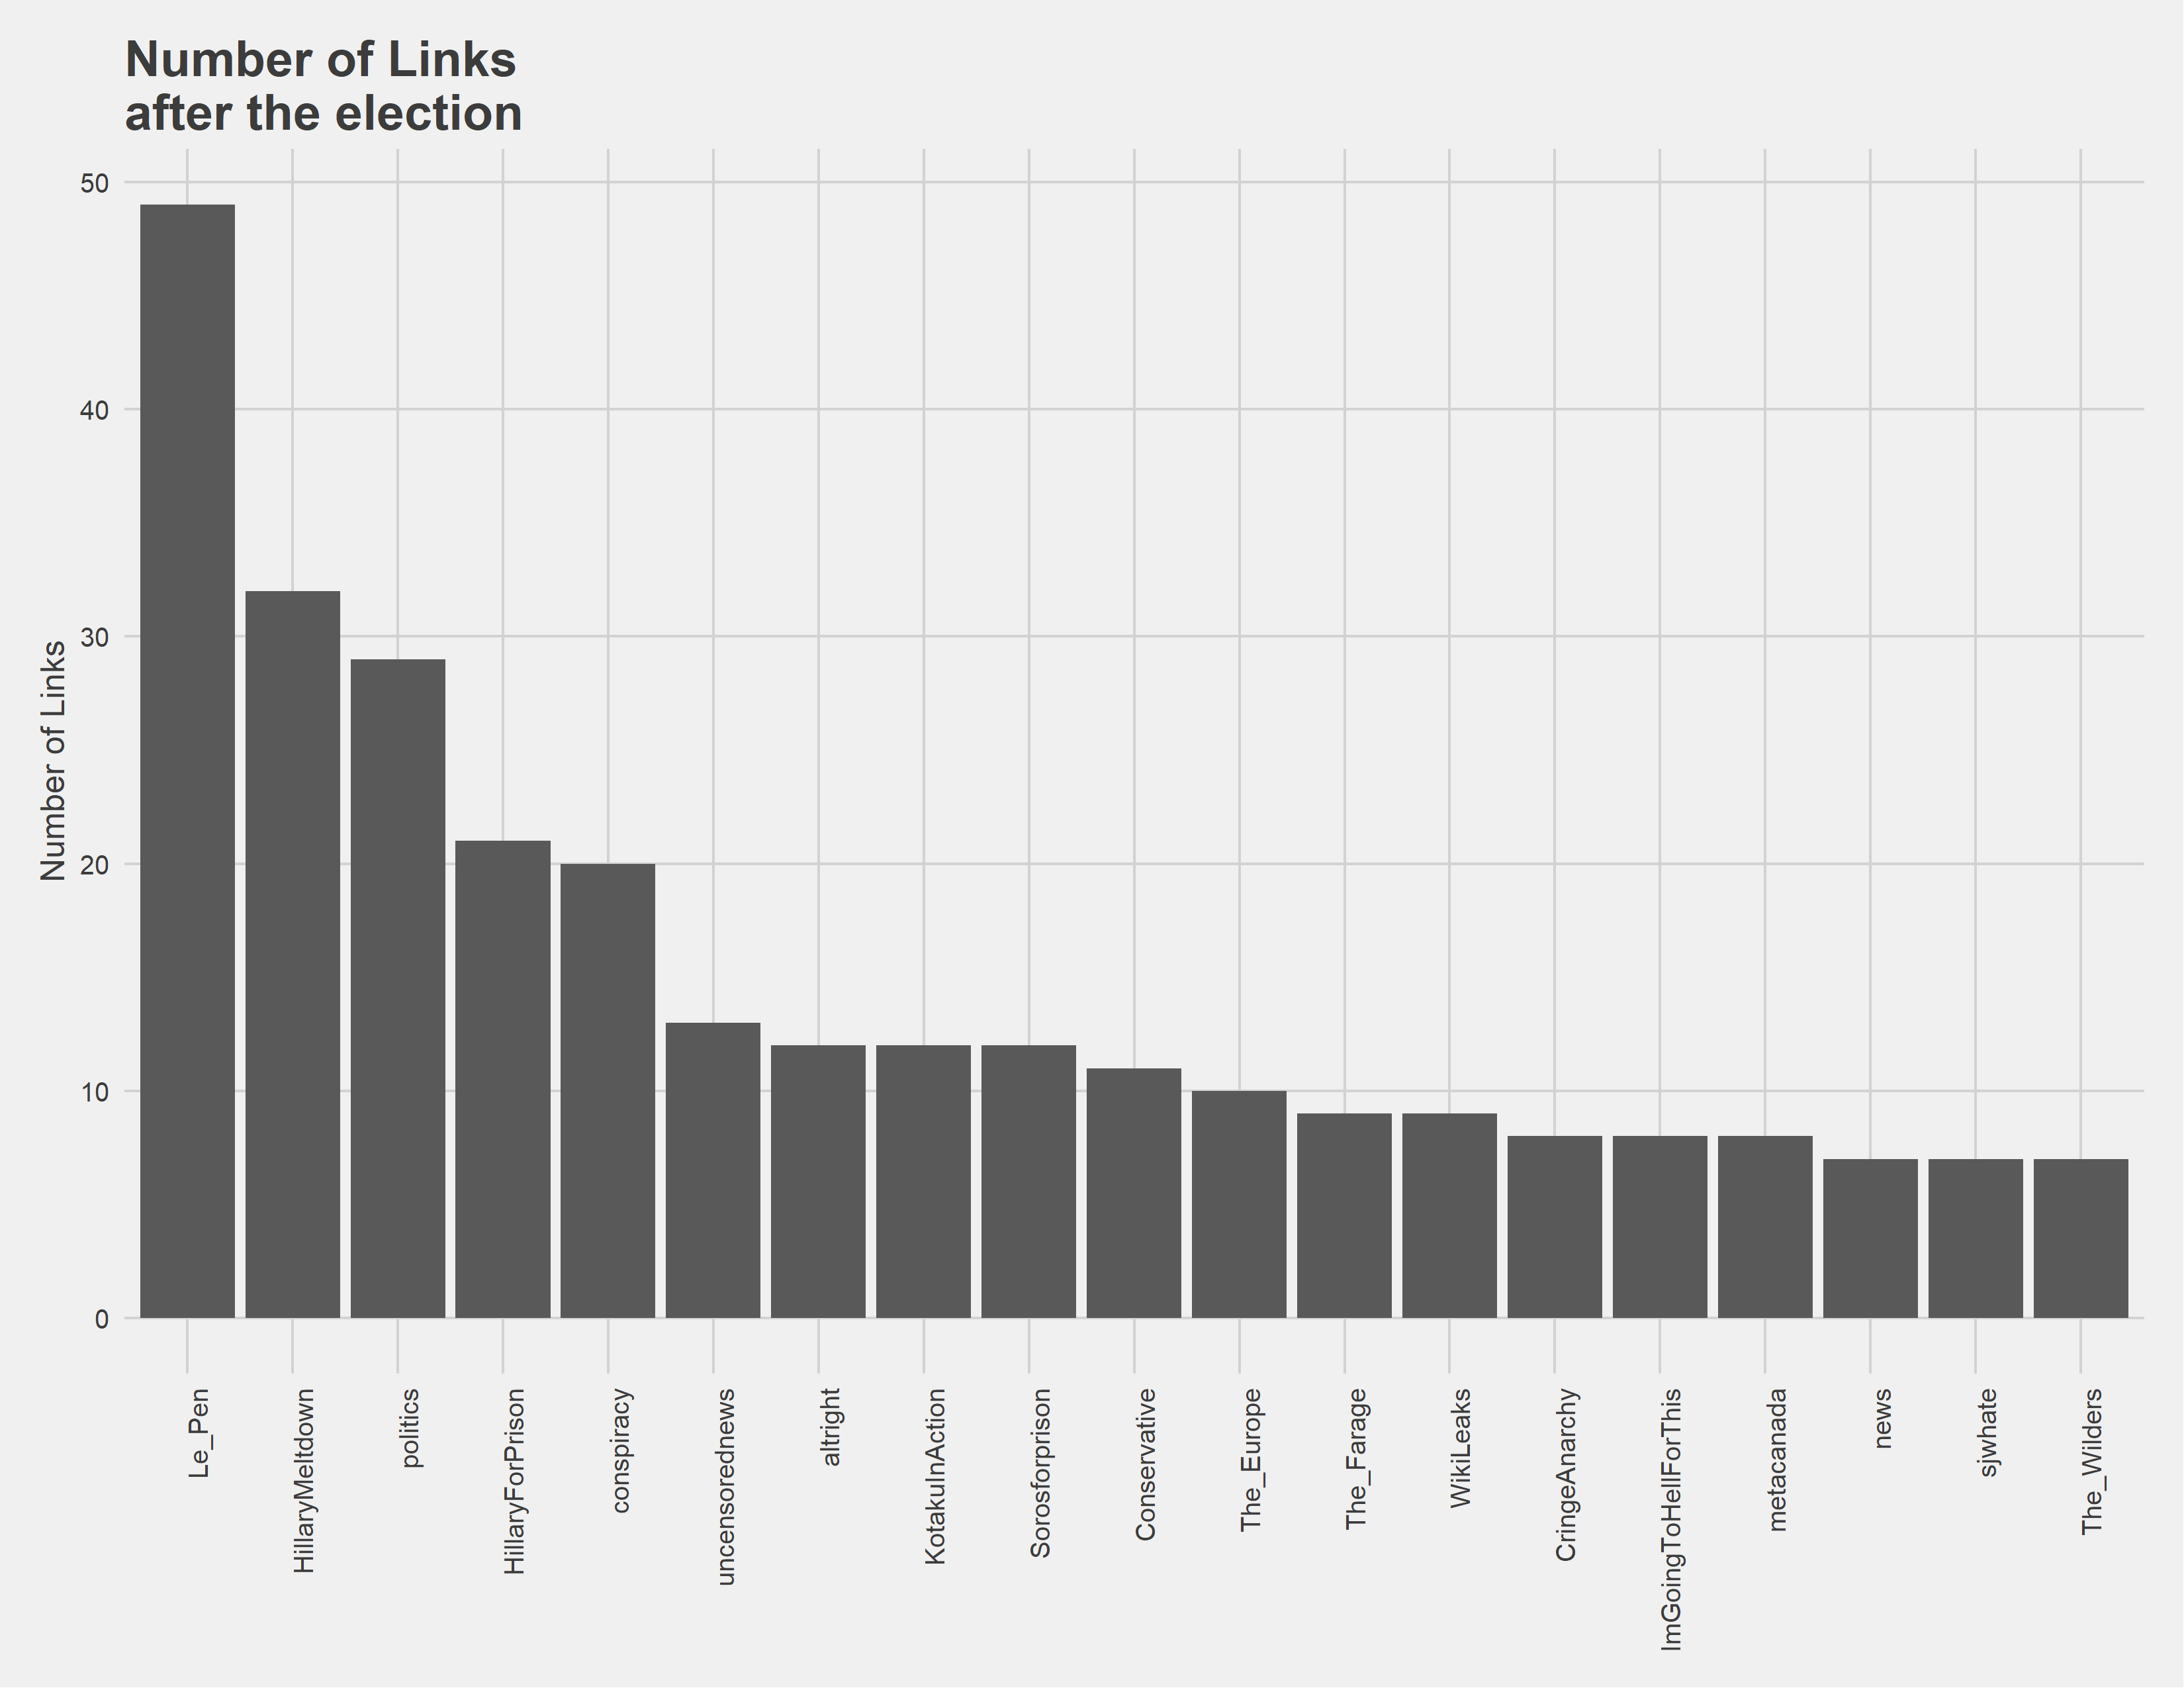 Number of Links
after the election
Number of Links
50
40
30
20
10
0
Le_Pen
HillaryMeltdown
politics
HillaryForPrison
conspiracy
uncensorednews
altright
KotakuInAction
Sorosforprison
Conservative
The_Europe
The_Farage
WikiLeaks
CringeAnarchy
ImGoingToHellForThis
metacanada
news
sjwhate
The_Wilders